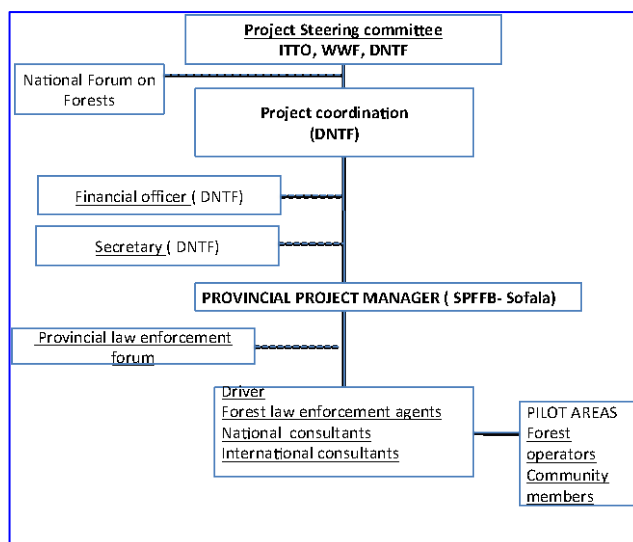 Project Steering committee
ITTO, WWF, DNTF
National Forum on
Forests
Project coordination
(DNTF)
Financial officer ( DNTF)
Secretary ( DNTF)
PROVINCIAL PROJECT MANAGER ( SPFFB- Sofala)
Provincial law enforcement
forum
Driver
Forest law enforcement agents
National consultants
International consultants
PILOT AREAS
Forest
operators
Community
members